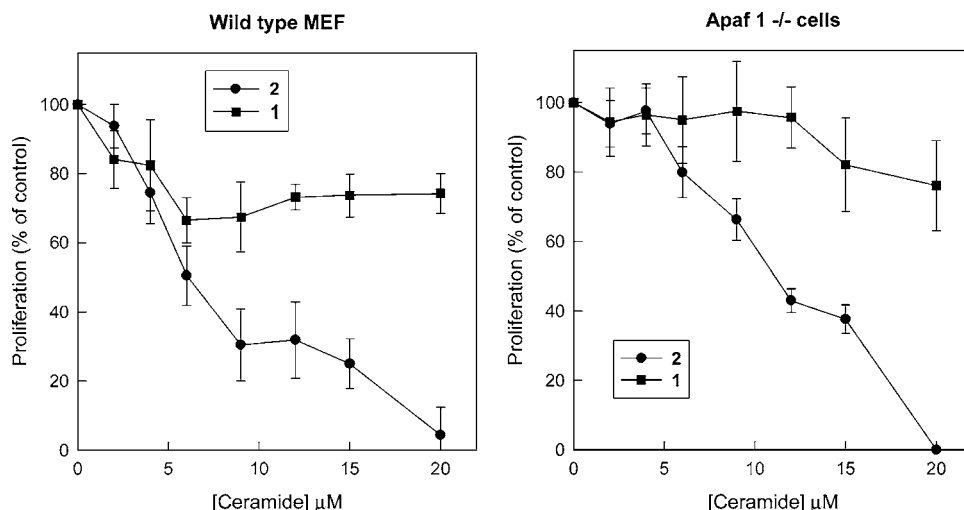 Wild type MEF
Proliferation (% of control)
100
80
60
40
20
0
2
1
0 5 10 15 20
[Ceramide] µM
Apaf 1 -/- cells
Proliferation (% of control)
100
80
60
40
20
0
2
1
0 5 10 15 20
[Ceramide] µM